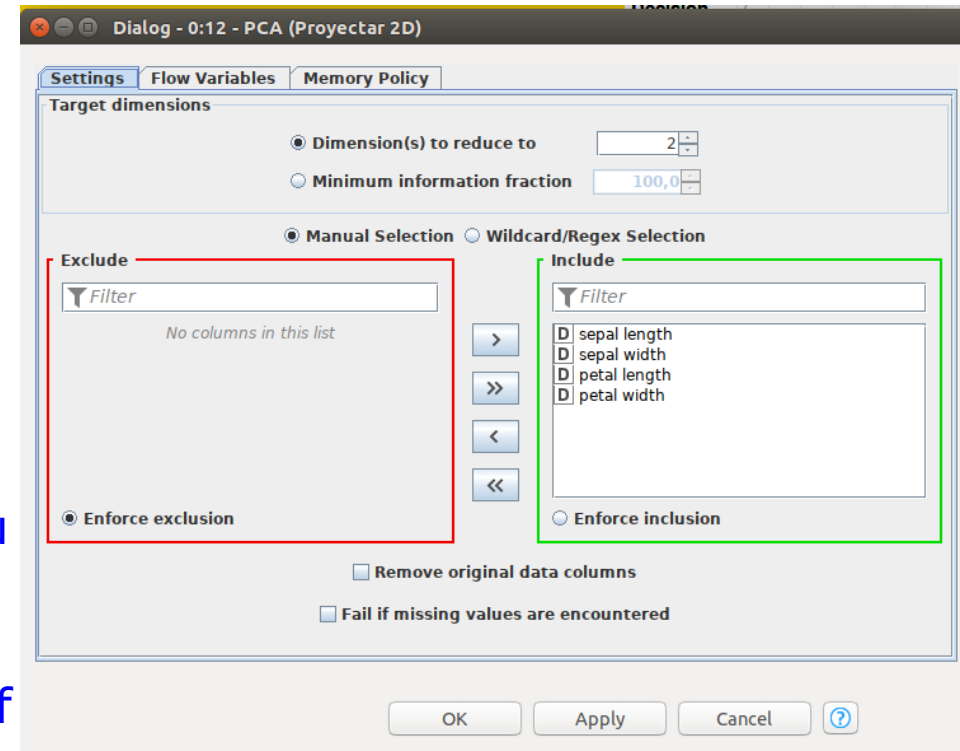 Dialog - 0:12 - PCA (Proyectar 2D)
Settings Flow Variables Memory Policy
Target dimensions
Dimension(s) to reduce to 2
Minimum information fraction 100,0
Manual Selection Wildcard/Regex Selection
Exclude Include
Filter Filter
No columns in this list
D sepal length
D sepal width
D petal length
D petal width
>
>>
<
<<
Enforce exclusion Enforce inclusion
Remove original data columns
Fail if missing values are encountered
f
OK Apply Cancel ?